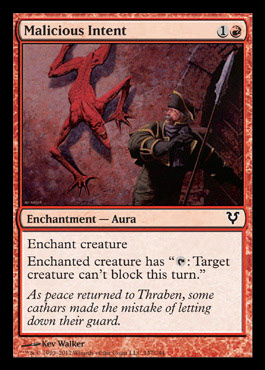 Malicious Intent 1
Enchantment — Aura
Enchant creature
Enchanted creature has “: Target
creature can’t block this turn.”
As peace returned to Thraben, some
cathars made the mistake of letting
down their guard.
Kev Walker